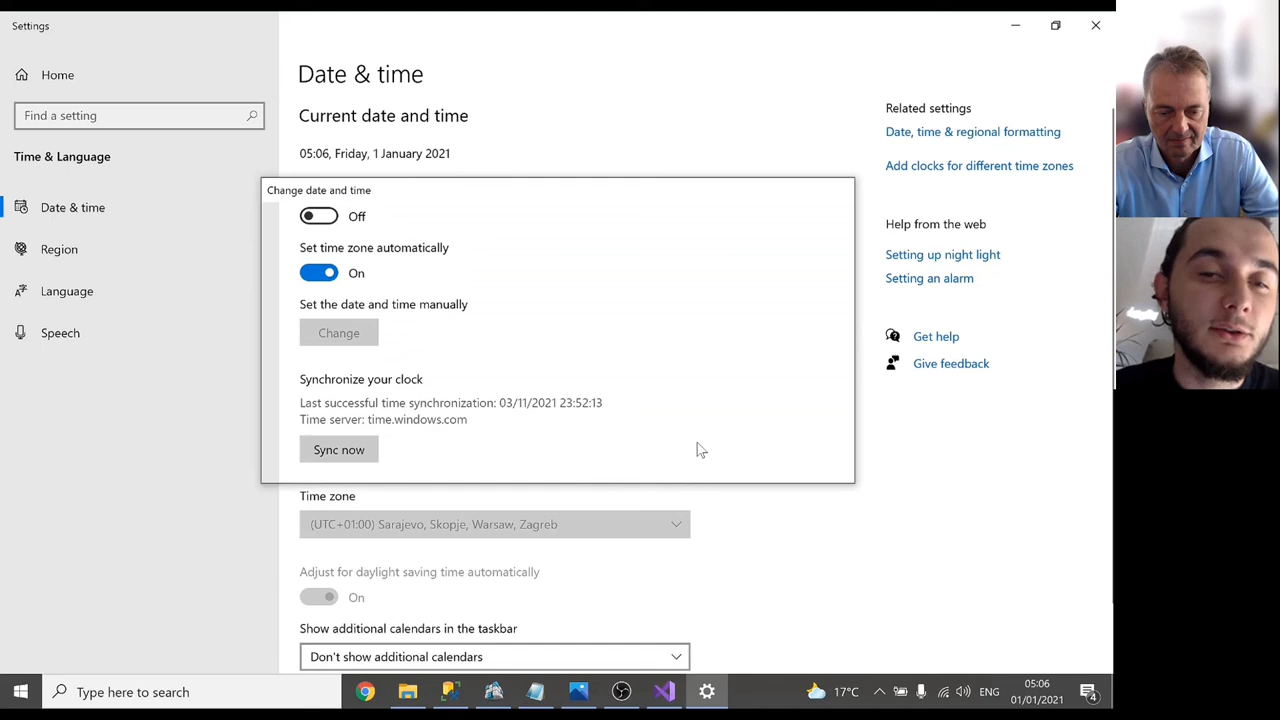 Settings
Home
Find a setting
Time & Language
Date & time
Region
Language
Speech
Date & time
Current date and time
05:06, Friday, 1 January 2021
Change date and time
Off
Set time zone automatically
On
Set the date and time manually
Change
Synchronize your clock
Last successful time synchronization: 03/11/2021 23:52:13
Time server: time.windows.com
Sync now
Time zone
(UTC+01:00) Sarajevo, Skopje, Warsaw, Zagreb
Adjust for daylight saving time automatically
On
Show additional calendars in the taskbar
Don't show additional calendars
Related settings
Date, time & regional formatting
Add clocks for different time zones
Help from the web
Setting up night light
Setting an alarm
Get help
Give feedback
Type here to search
17°C
ENG
05:06
01/01/2021
4